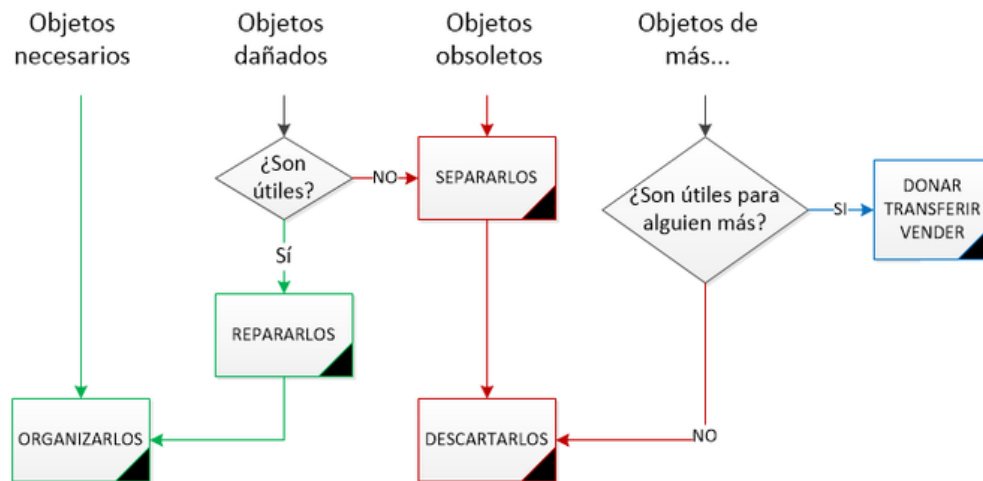 Objetos
necesarios
Objetos
dañados
Objetos
obsoletos
Objetos de
más...
¿Son
útiles?
NO
SEPARARLOS
¿Son útiles para
alguien más?
SI
DONAR
TRANSFERIR
VENDER
Sí
REPARARLOS
ORGANIZARLOS
DESCARTARLOS
NO